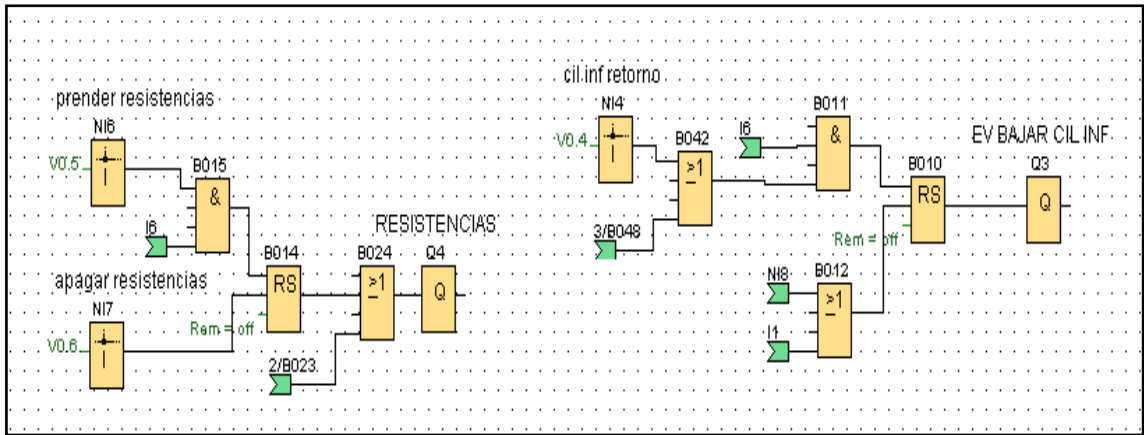 prender resistencias
NI6
V0.5
B015
&
I6
apagar resistencias
NI7
V0.6
B014
RS
Rem = off
2/B023
RESISTENCIAS
B024
>1
Q4
Q
cil.inf retorno
NI4
V0.4
B042
>1
3/B048
I6
B011
&
B010
RS
Rem = off
NI8
I1
B012
>1
EV BAJAR CIL INF
Q3
Q